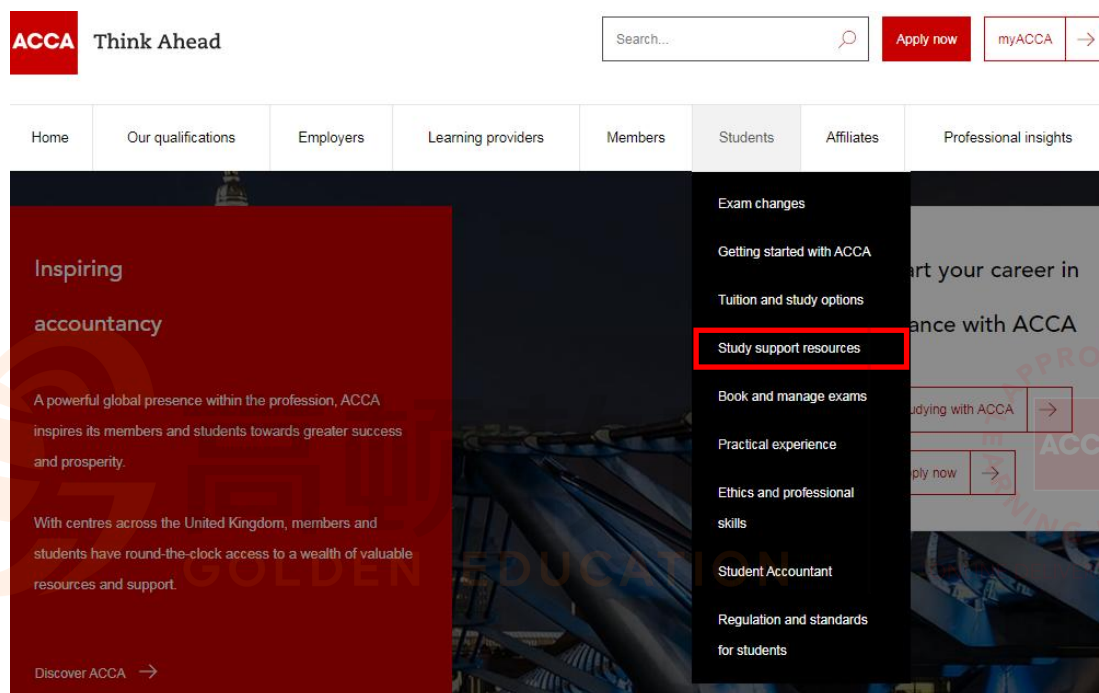 ACCA Think Ahead
Search...
Apply now
myACCA
Home
Our qualifications
Employers
Learning providers
Members
Students
Affiliates
Professional insights
Inspiring
accountancy
A powerful global presence within the profession, ACCA
inspires its members and students towards greater success
and prosperity.
With centres across the United Kingdom, members and
students have round-the-clock access to a wealth of valuable
resources and support.
Discover ACCA
Exam changes
Getting started with ACCA
Tuition and study options
Study support resources
Book and manage exams
Practical experience
Ethics and professional
skills
Student Accountant
Regulation and standards
for students
art your career in
ance with ACCA
udying with ACCA
ply now
高顿
GOLDEN EDUCATION
APPRO
ACC
LEARNING